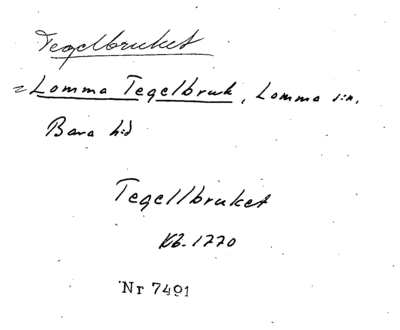 Tegelbruket
= Lomma Tegelbruk, Lomma sn.
Bara hd
Tegellbruket
Kb. 1770
Nr 7491